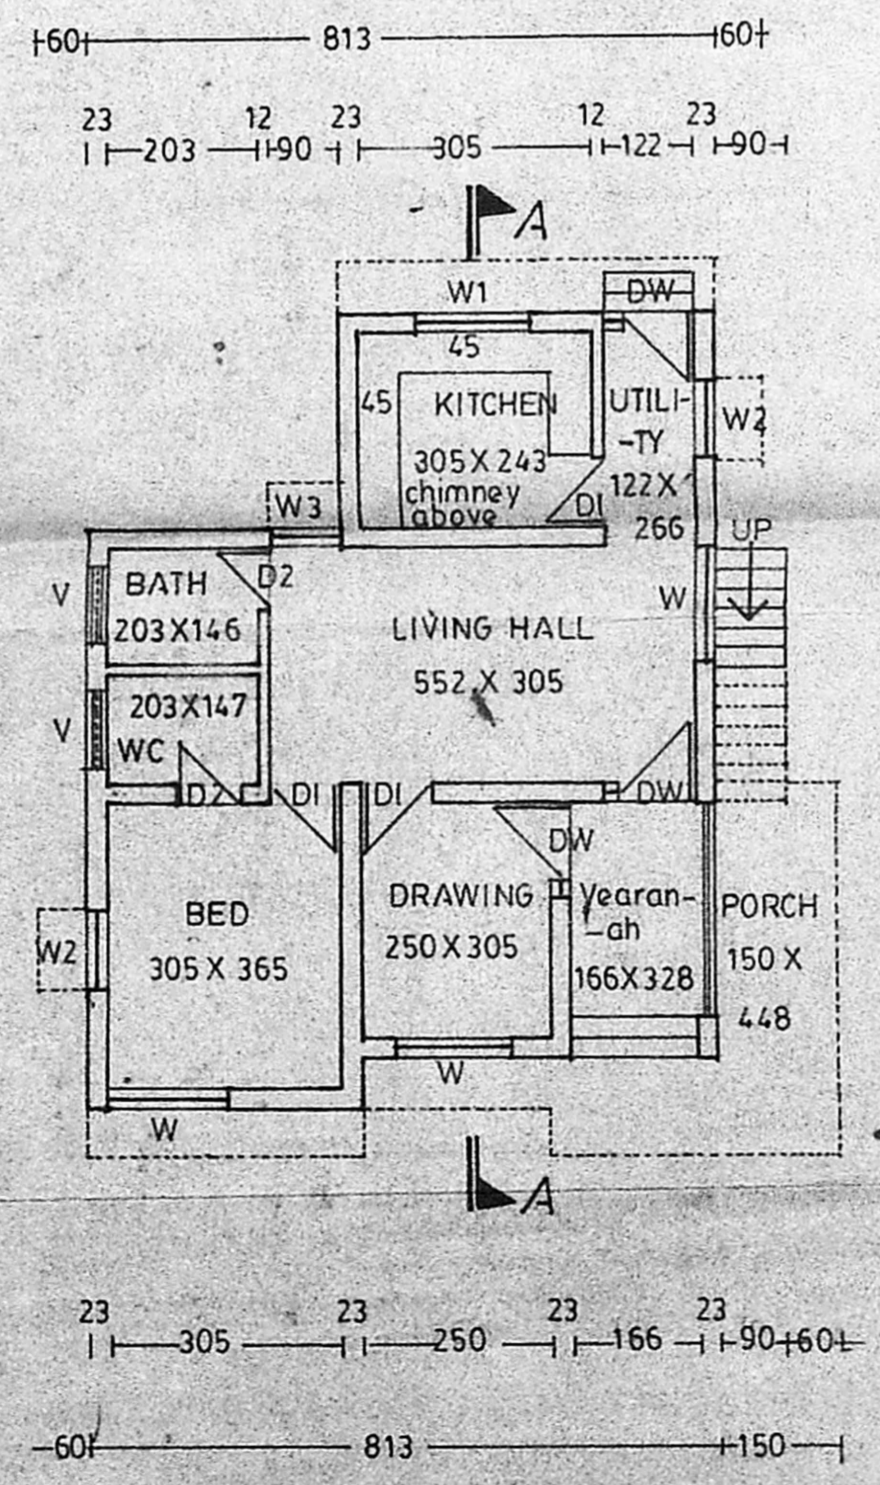 60 813 60
23 12 23 12 23
203 90 305 122 90
A
W1 DW
45
45 KITCHEN UTILI-
-TY W2
305 X 243
chimney
above
DI 122 X
266
W3
UP
V BATH D2
203X146
LIVING HALL W
552 X 305
203X147
V WC
D2 DI DI DW
DW
BED
305 X 365
DRAWING
250 X 305
Vearan-
-ah
166X328
PORCH
150 X
448
W2
W
W
A
23 23 23 23
305 250 166 90 60
60 813 150